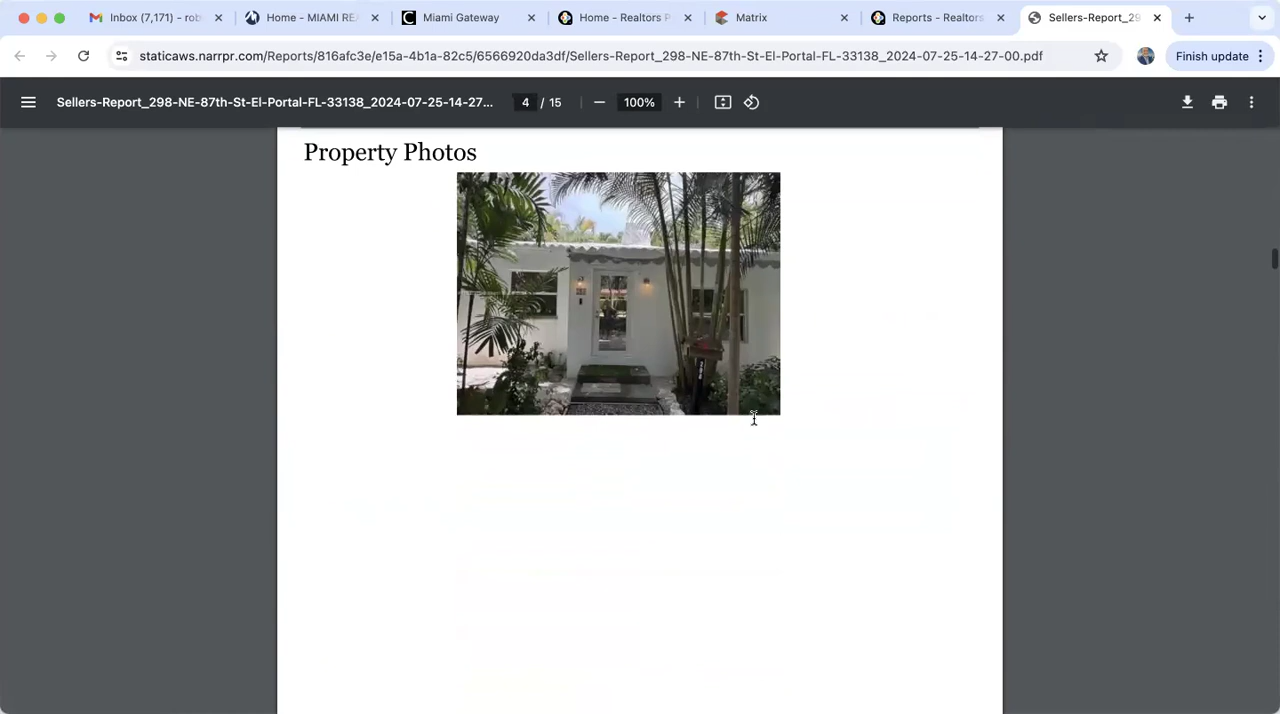 Inbox (7,171) - rob
Home - MIAMI REA
Miami Gateway
Home - Realtors P
Matrix
Reports - Realtors
Sellers-Report_29
staticaws.narrpr.com/Reports/816afc3e/e15a-4b1a-82c5/6566920da3df/Sellers-Report_298-NE-87th-St-El-Portal-FL-33138_2024-07-25-14-27-00.pdf
Finish update
Sellers-Report_298-NE-87th-St-El-Portal-FL-33138_2024-07-25-14-27...
4 / 15
100%
Property Photos